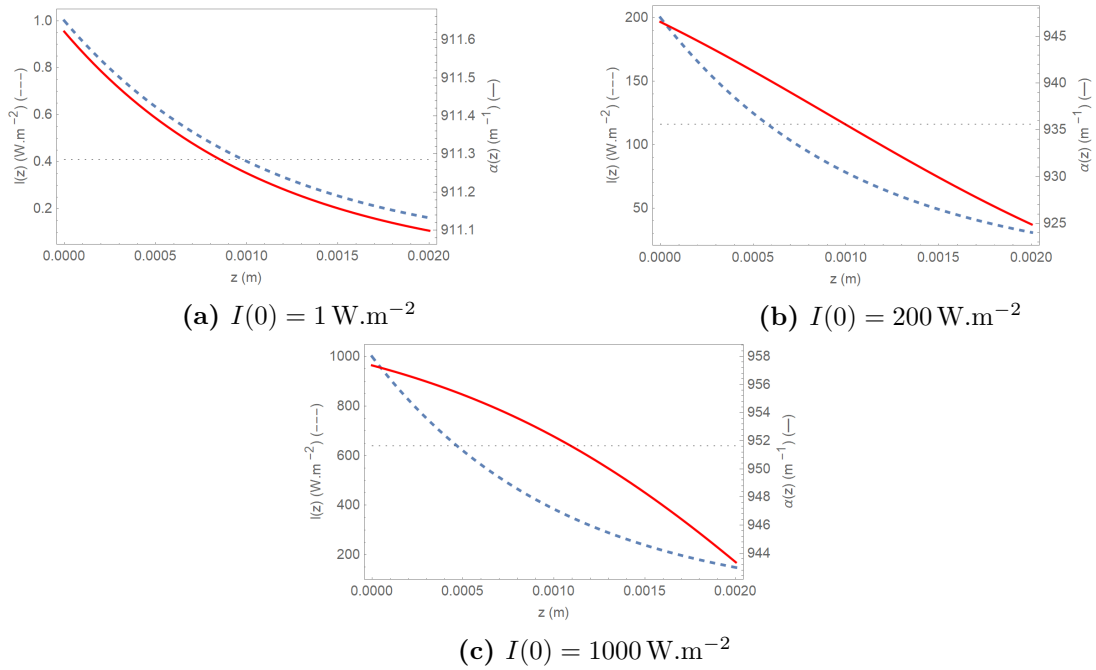 1.0
0.8
0.6
0.4
0.2
I(z) (W.m⁻²) (---)
911.6
911.5
911.4
911.3
911.2
911.1
α(z) (m⁻¹) (—)
0.0000 0.0005 0.0010 0.0015 0.0020
z (m)
(a) I(0) = 1 W.m⁻²
200
150
100
50
I(z) (W.m⁻²) (---)
945
940
935
930
925
α(z) (m⁻¹) (—)
0.0000 0.0005 0.0010 0.0015 0.0020
z (m)
(b) I(0) = 200 W.m⁻²
1000
800
600
400
200
I(z) (W.m⁻²) (---)
958
956
954
952
950
948
946
944
α(z) (m⁻¹) (—)
0.0000 0.0005 0.0010 0.0015 0.0020
z (m)
(c) I(0) = 1000 W.m⁻²